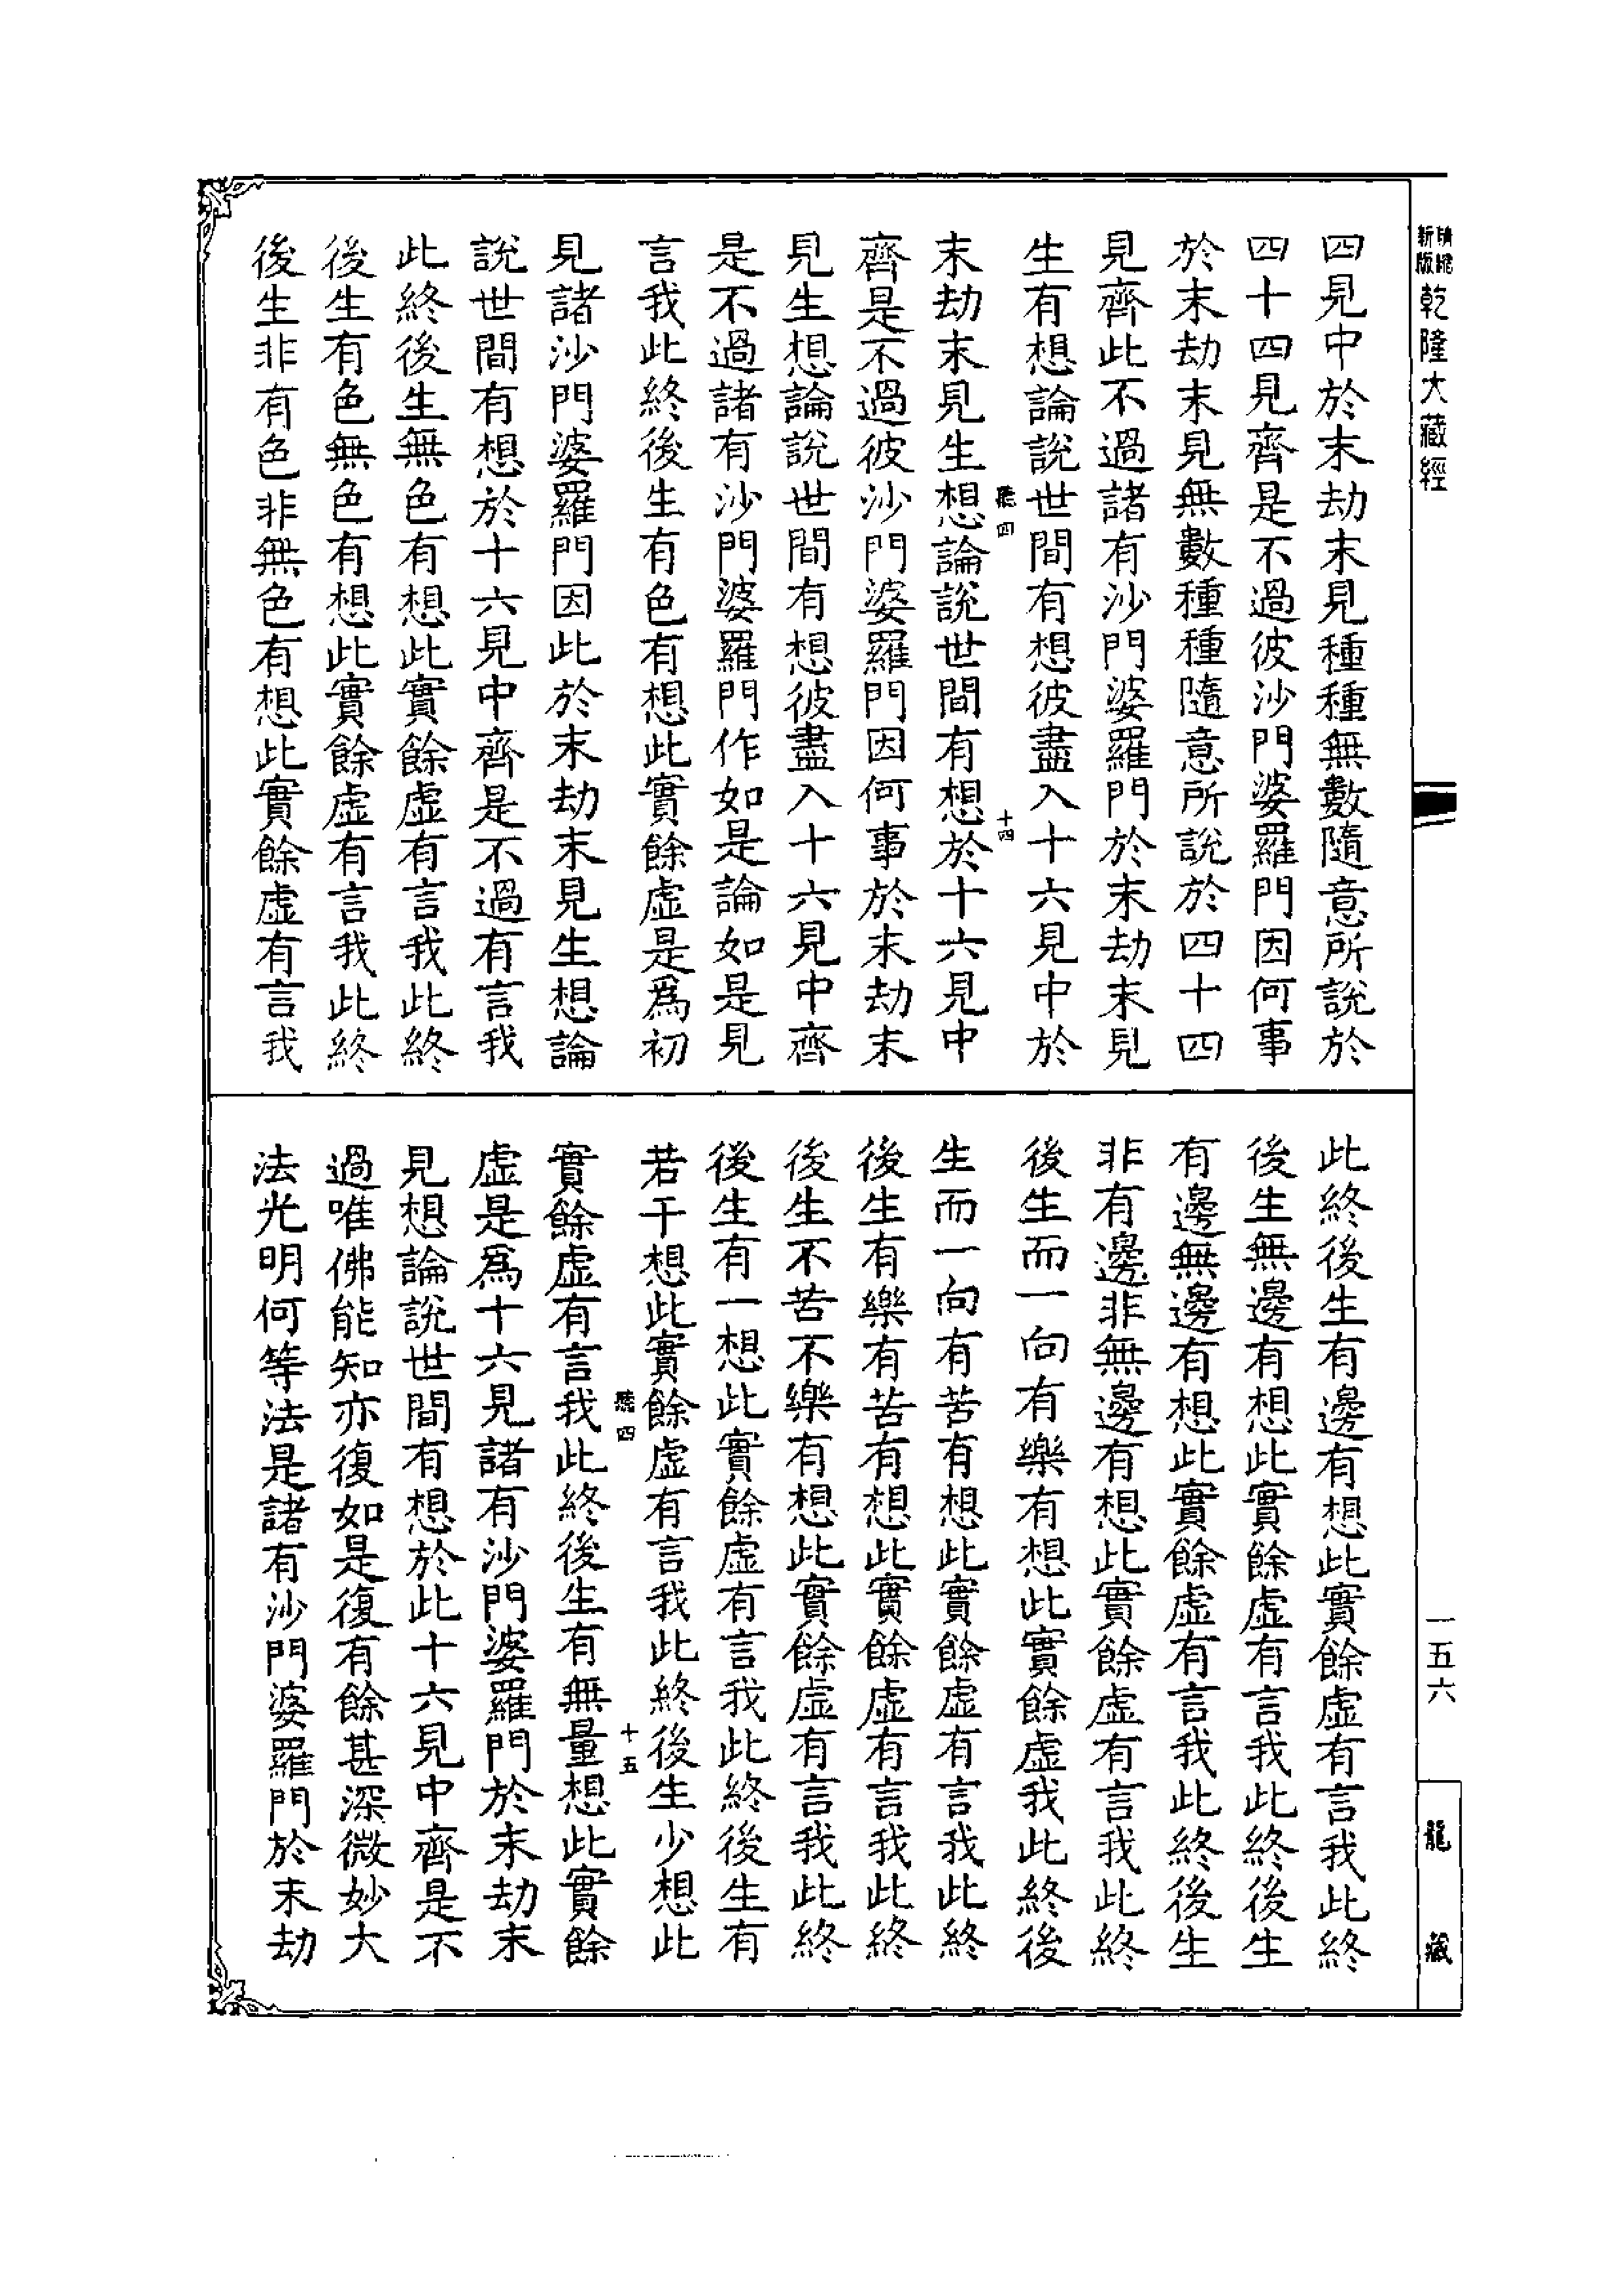 乾隆大藏經
四見中於末劫末見種種無數隨意所說於
四十四見齊是不過彼沙門婆羅門因何事
於末劫末見無數種種隨意所說於四十四
見齊此不過諸有沙門婆羅門於末劫末見
生有想論說世間有想彼盡入十六見中於
聽四
十四
末劫末見生想論說世間有想於十六見中
齊是不過彼沙門婆羅門因何事於末劫末
見生想論說世間有想彼盡入十六見中齊
是不過諸有沙門婆羅門作如是論如是見
言我此終後生有色有想此實餘虛是為初
見諸沙門婆羅門因此於末劫末見生想論
說世間有想於十六見中齊是不過有言我
此終後生無色有想此實餘虛有言我此終
後生有色無色有想此實餘虛有言我此終
後生非有色非無色有想此實餘虛有言我
此終後生有邊有想此實餘虛有言我此終
後生無邊有想此實餘虛有言我此終後生
有邊無邊有想此實餘虛有言我此終後生
非有邊非無邊有想此實餘虛有言我此終
後生而一向有樂有想此實餘虛我此終後
生而一向有苦有想此實餘虛有言我此終
後生有樂有苦有想此實餘虛有言我此終
後生不苦不樂有想此實餘虛有言我此終
後生有一想此實餘虛有言我此終後生有
若干想此實餘虛有言我此終後生少想此
聽四
十五
實餘虛有言我此終後生有無量想此實餘
虛是為十六見諸有沙門婆羅門於末劫末
見想論說世間有想於此十六見中齊是不
過唯佛能知亦復如是復有餘甚深微妙大
法光明何等法是諸有沙門婆羅門於末劫
一五六
龍藏